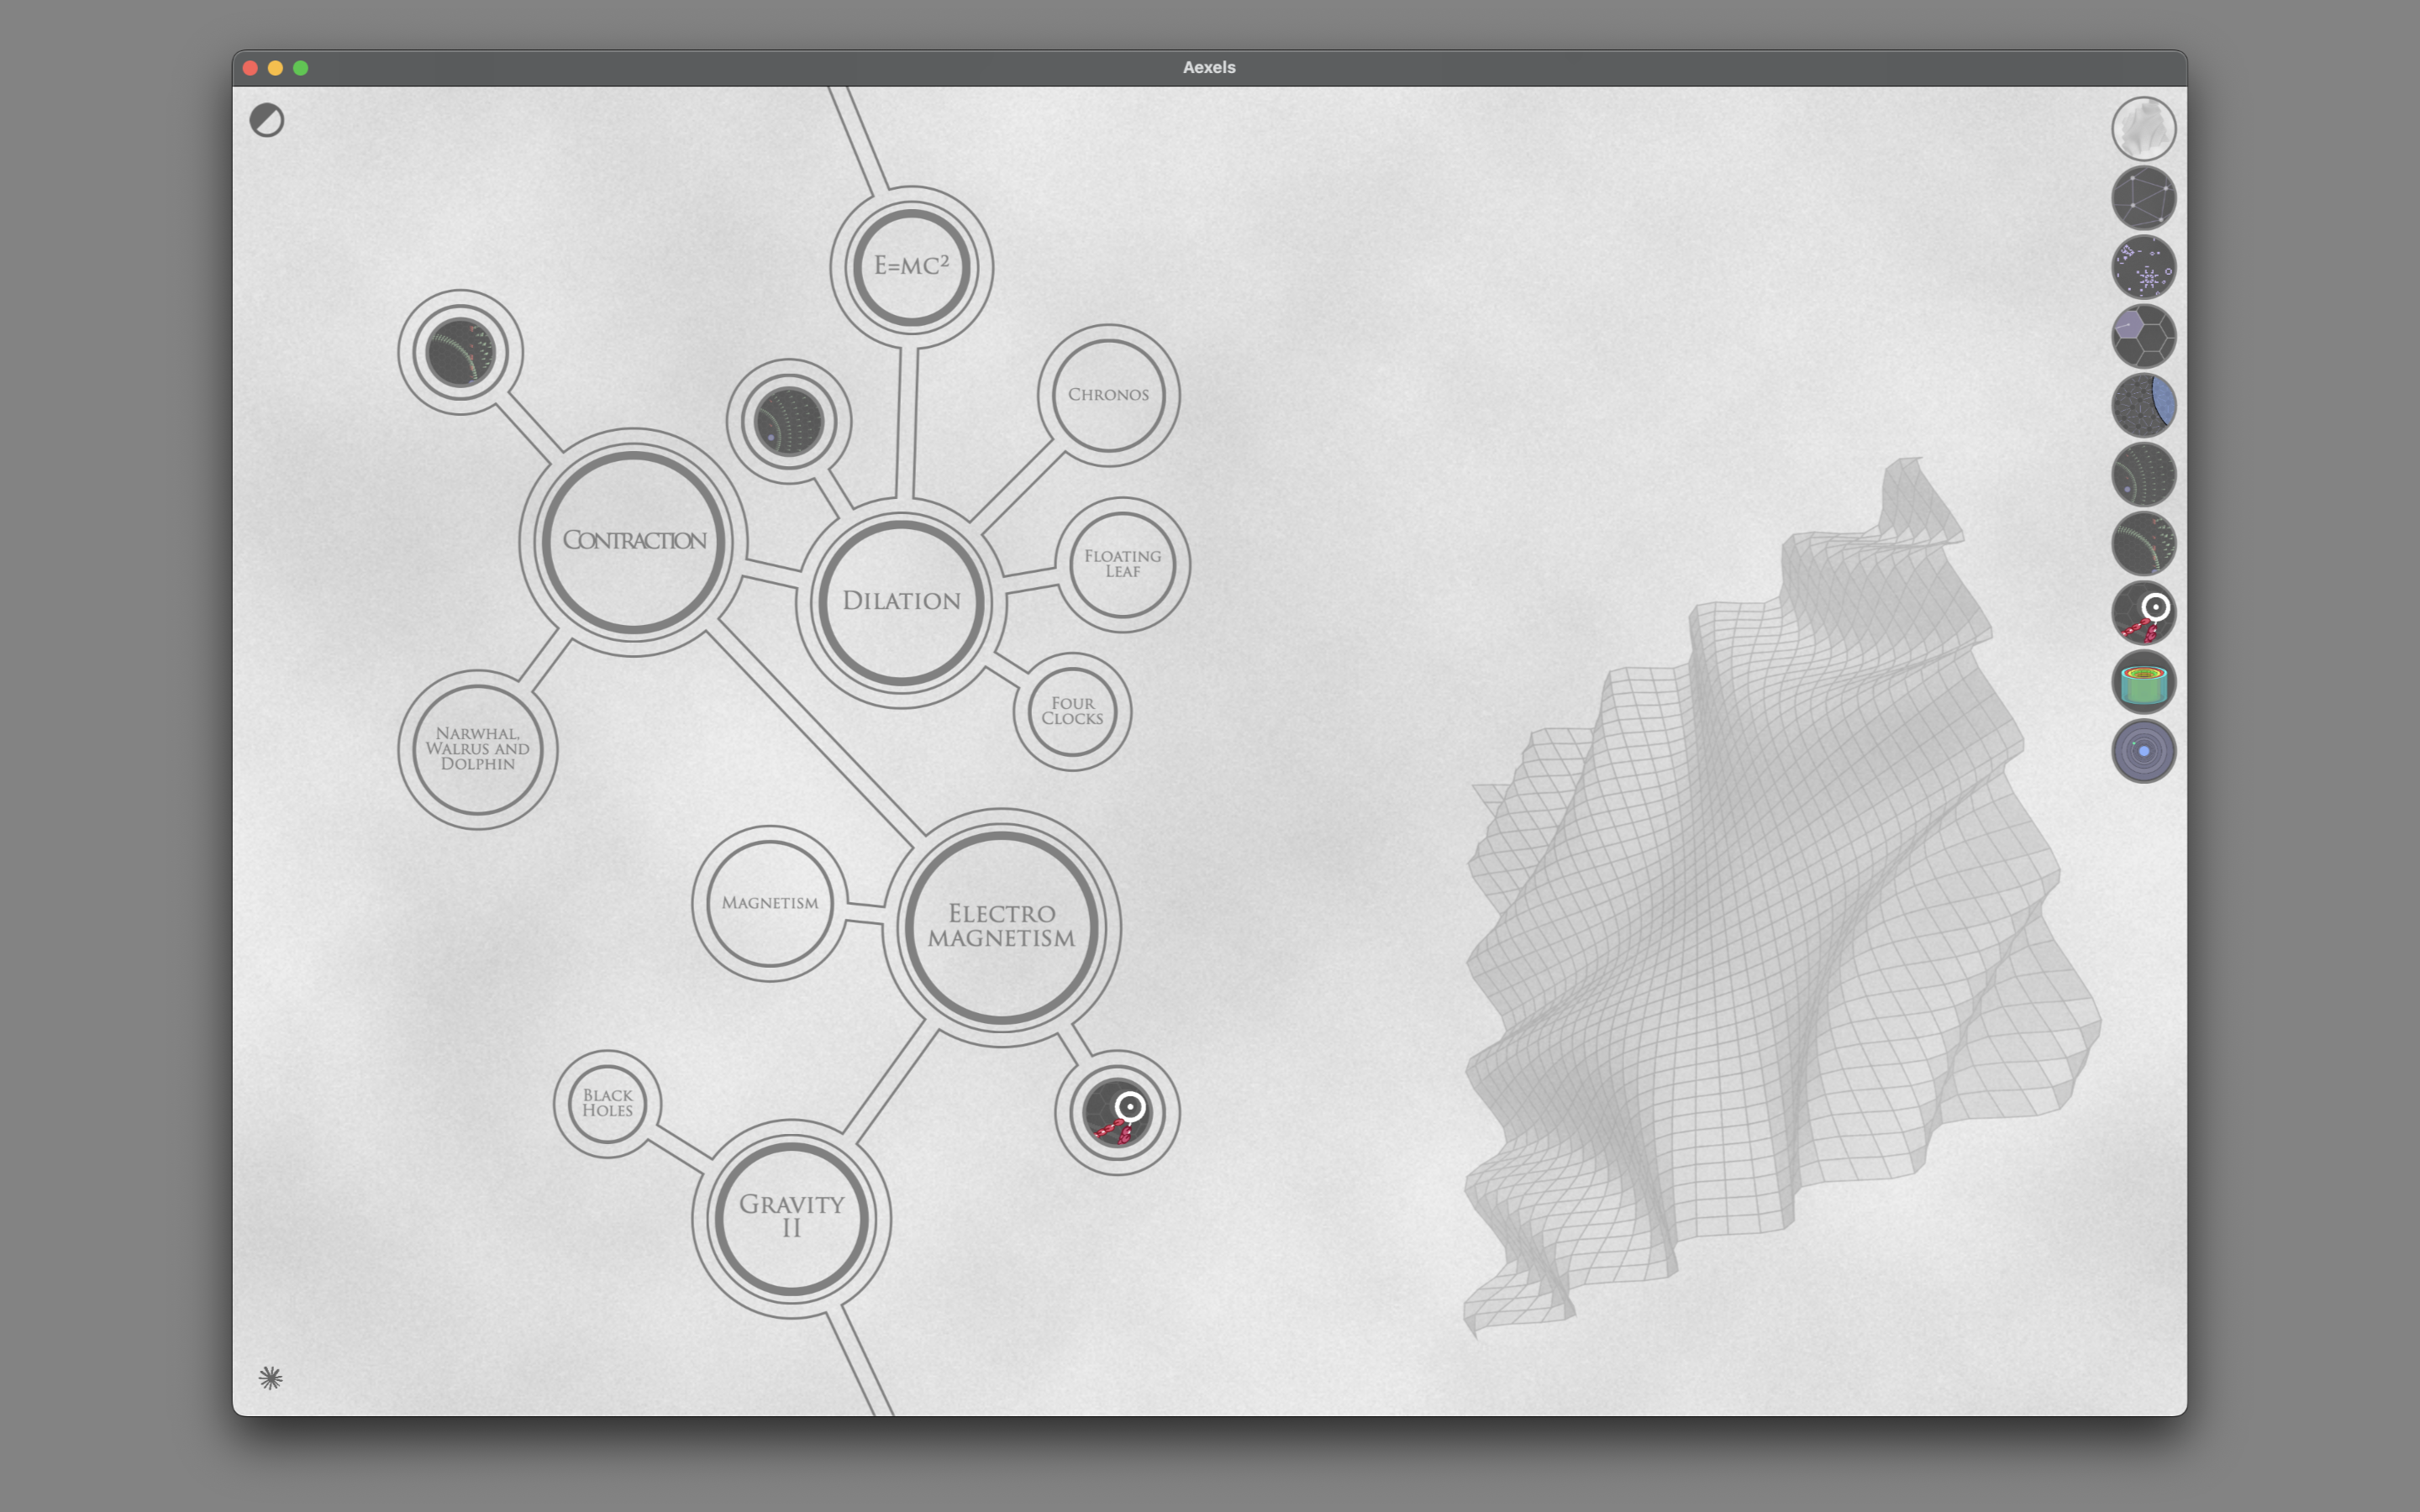 Aexels
E=MC²
CHRONOS
CONTRACTION
FLOATING
LEAF
DILATION
FOUR
CLOCKS
NARWHAL,
WALRUS AND
DOLPHIN
MAGNETISM
ELECTRO
MAGNETISM
BLACK
HOLES
GRAVITY
II